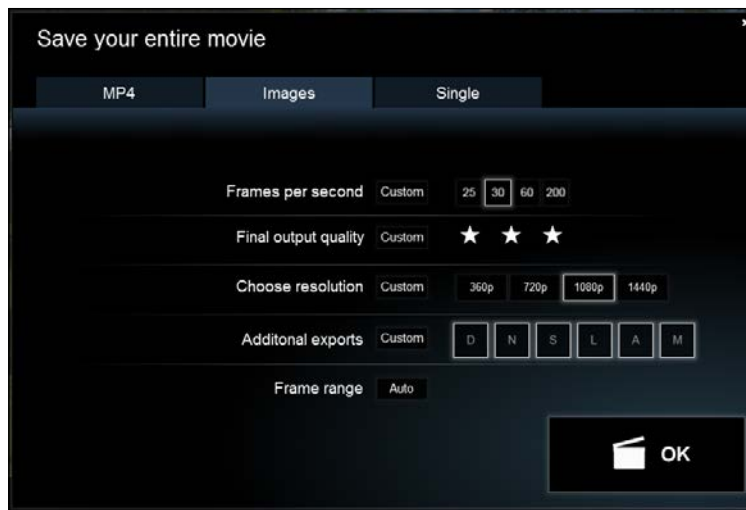 Save your entire movie
MP4 Images Single
Frames per second Custom 25 30 60 200
Final output quality Custom
Choose resolution Custom 360p 720p 1080p 1440p
Additonal exports Custom D N S L A M
Frame range Auto
OK